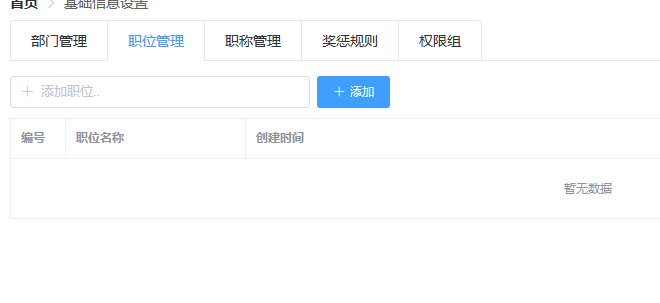 首页 > 基础信息设置
部门管理 职位管理 职称管理 奖惩规则 权限组
+ 添加职位.. + 添加
编号 职位名称 创建时间
暂无数据